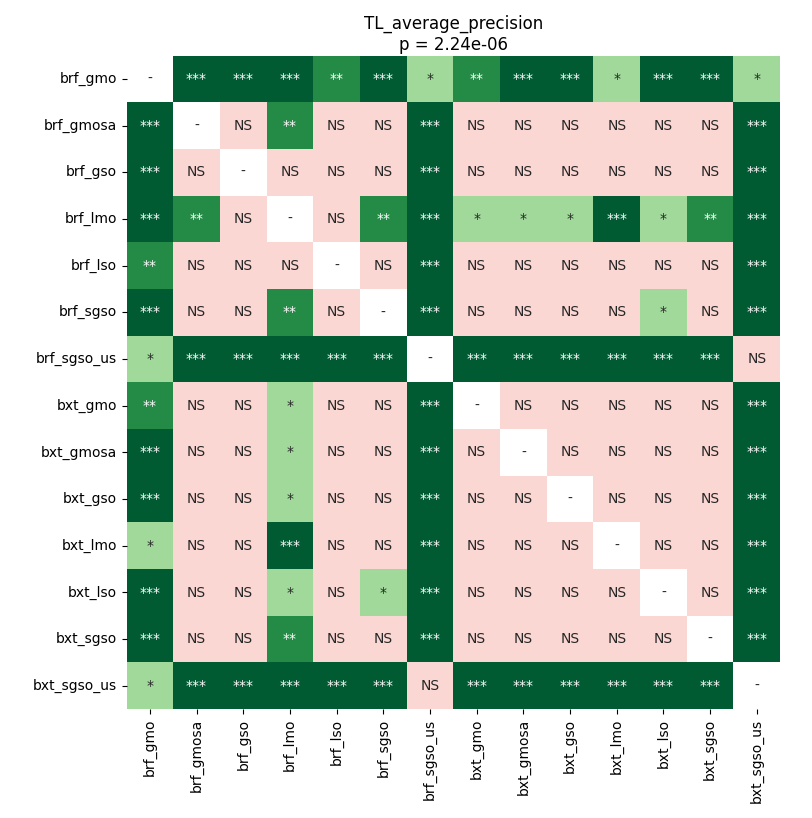 TL_average_precision
p = 2.24e-06
brf_gmo - *** *** *** ** *** * ** *** *** * *** *** *
brf_gmosa *** - NS ** NS NS *** NS NS NS NS NS NS ***
brf_gso *** NS - NS NS NS *** NS NS NS NS NS NS ***
brf_lmo *** ** NS - NS ** *** * * * *** * ** ***
brf_lso ** NS NS NS - NS *** NS NS NS NS NS NS ***
brf_sgso *** NS NS ** NS - *** NS NS NS NS * NS ***
brf_sgso_us * *** *** *** *** *** - *** *** *** *** *** *** NS
bxt_gmo ** NS NS * NS NS *** - NS NS NS NS NS ***
bxt_gmosa *** NS NS * NS NS *** NS - NS NS NS NS ***
bxt_gso *** NS NS * NS NS *** NS NS - NS NS NS ***
bxt_lmo * NS NS *** NS NS *** NS NS NS - NS NS ***
bxt_lso *** NS NS * NS * *** NS NS NS NS - NS ***
bxt_sgso *** NS NS ** NS NS *** NS NS NS NS NS - ***
bxt_sgso_us * *** *** *** *** *** NS *** *** *** *** *** *** -
brf_gmo brf_gmosa brf_gso brf_lmo brf_lso brf_sgso brf_sgso_us bxt_gmo bxt_gmosa bxt_gso bxt_lmo bxt_lso bxt_sgso bxt_sgso_us